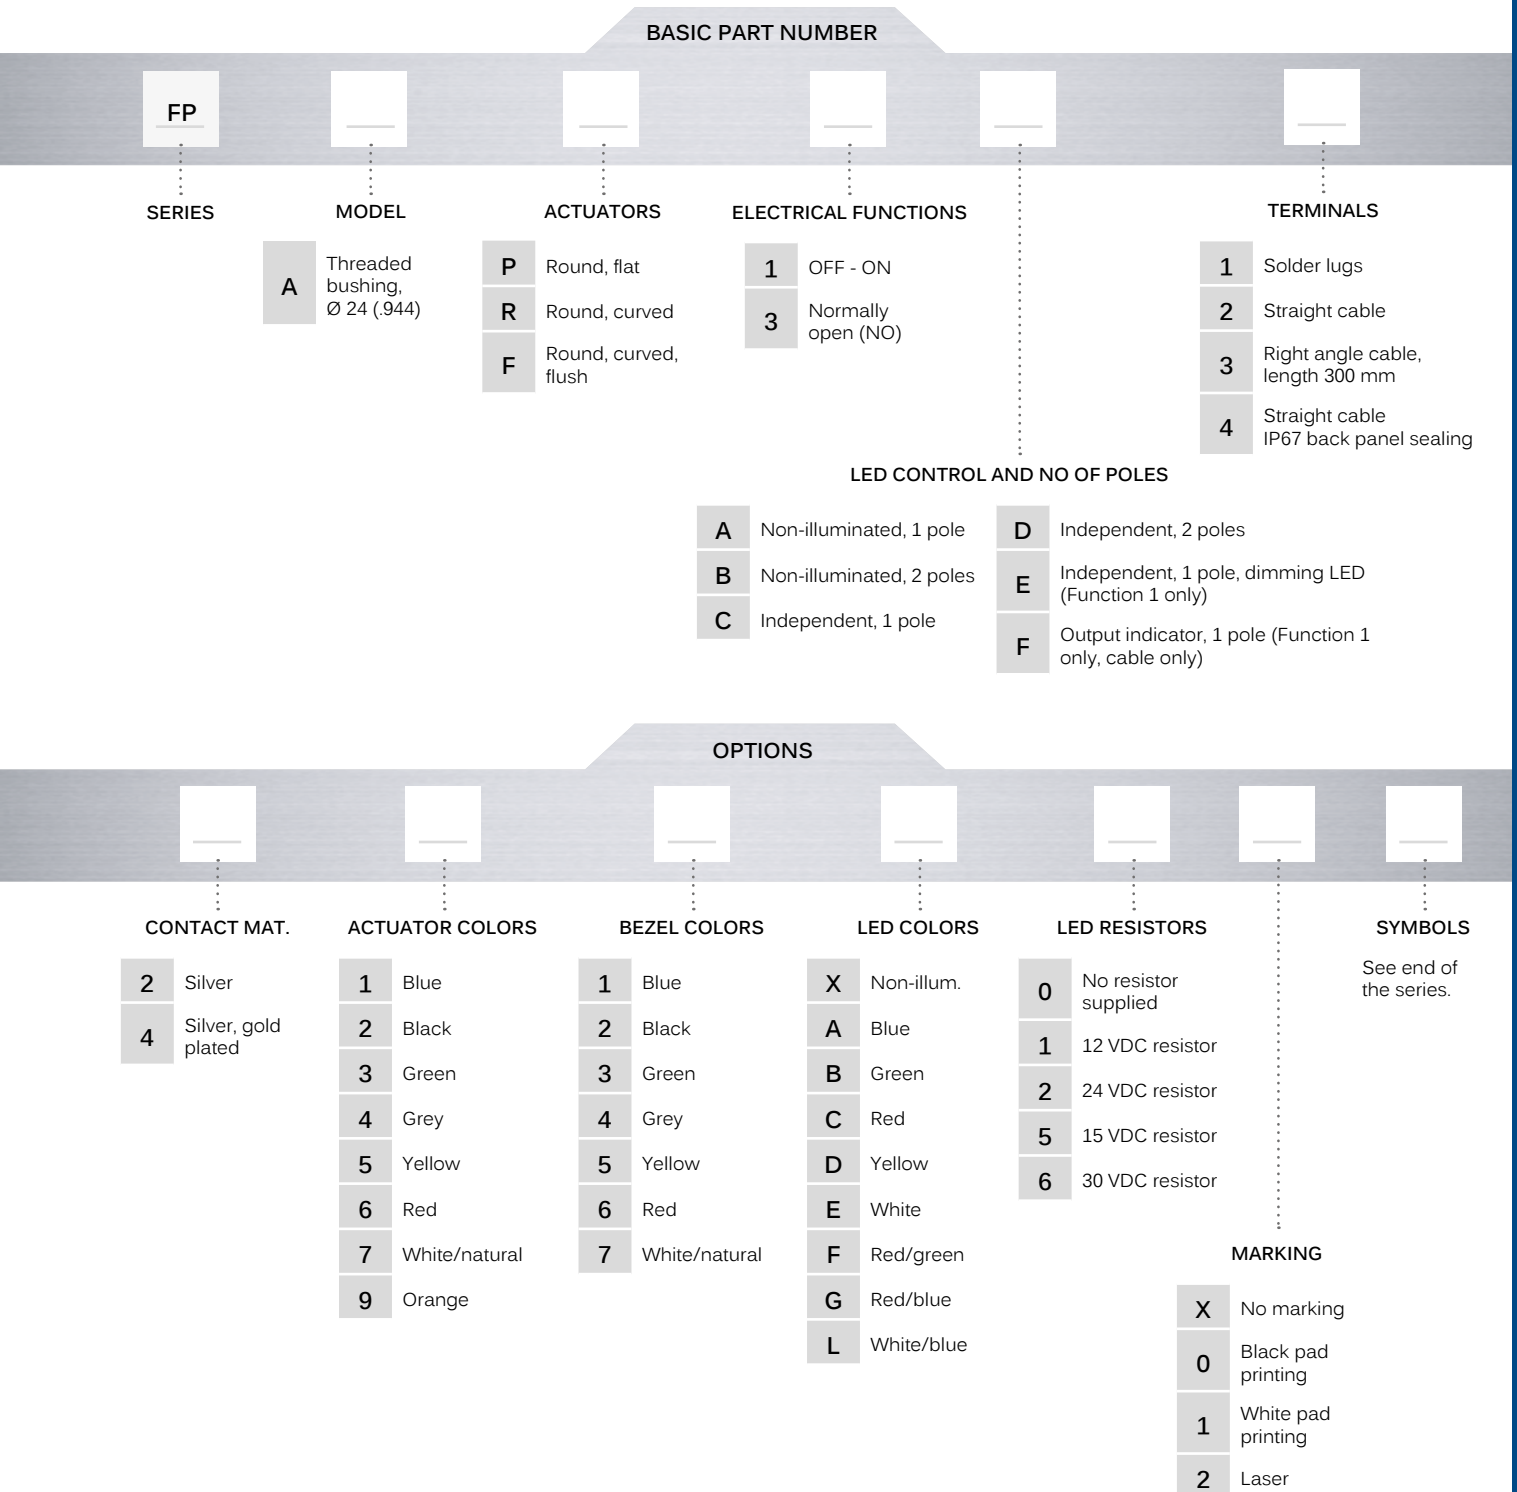 BASIC PART NUMBER
FP
SERIES
MODEL
ACTUATORS
ELECTRICAL FUNCTIONS
TERMINALS
A
Threaded
bushing,
Ø 24 (.944)
P Round, flat
R Round, curved
F
Round, curved,
flush
1 OFF - ON
3
Normally
open (NO)
1 Solder lugs
2 Straight cable
3
Right angle cable,
length 300 mm
4
Straight cable
IP67 back panel sealing
LED CONTROL AND NO OF POLES
A Non-illuminated, 1 pole
B Non-illuminated, 2 poles
C Independent, 1 pole
D Independent, 2 poles
E
Independent, 1 pole, dimming LED
(Function 1 only)
F
Output indicator, 1 pole (Function 1
only, cable only)
OPTIONS
CONTACT MAT.
2 Silver
4
Silver, gold
plated
ACTUATOR COLORS
1 Blue
2 Black
3 Green
4 Grey
5 Yellow
6 Red
7 White/natural
9 Orange
BEZEL COLORS
1 Blue
2 Black
3 Green
4 Grey
5 Yellow
6 Red
7 White/natural
LED COLORS
X Non-illum.
A Blue
B Green
C Red
D Yellow
E White
F Red/green
G Red/blue
L White/blue
LED RESISTORS
0
No resistor
supplied
1 12 VDC resistor
2 24 VDC resistor
5 15 VDC resistor
6 30 VDC resistor
MARKING
X No marking
0
Black pad
printing
1
White pad
printing
2 Laser
SYMBOLS
See end of
the series.